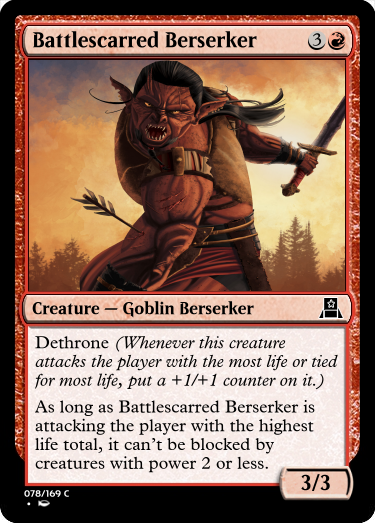 Battlescarred Berserker 3
Creature — Goblin Berserker
Dethrone (Whenever this creature
attacks the player with the most life or tied
for most life, put a +1/+1 counter on it.)
As long as Battlescarred Berserker is
attacking the player with the highest
life total, it can't be blocked by
creatures with power 2 or less.
3/3
078/169 C